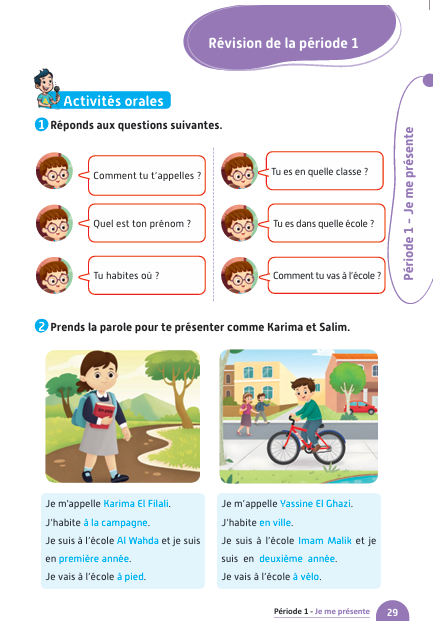 Révision de la période 1
Activités orales
1 Réponds aux questions suivantes.
Comment tu t'appelles ?
Tu es en quelle classe ?
Quel est ton prénom ?
Tu es dans quelle école ?
Tu habites où ?
Comment tu vas à l'école ?
Période 1 - Je me présente
2 Prends la parole pour te présenter comme Karima et Salim.
Je m'appelle Karima El Filali.
J'habite à la campagne.
Je suis à l'école Al Wahda et je suis
en première année.
Je vais à l'école à pied.
Je m'appelle Yassine El Ghazi.
J'habite en ville.
Je suis à l'école Imam Malik et je
suis en deuxième année.
Je vais à l'école à vélo.
Période 1 - Je me présente
29